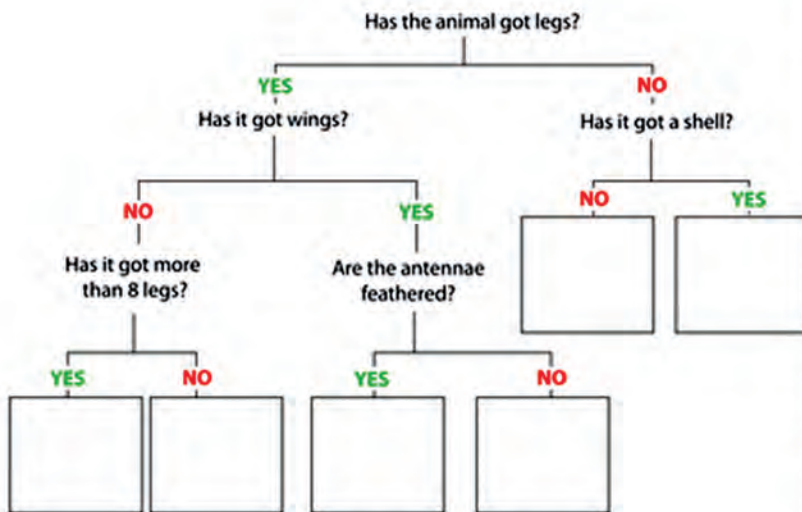 Has the animal got legs?
YES
NO
Has it got wings?
Has it got a shell?
NO
YES
NO
YES
Has it got more
than 8 legs?
Are the antennae
feathered?
YES
NO
YES
NO